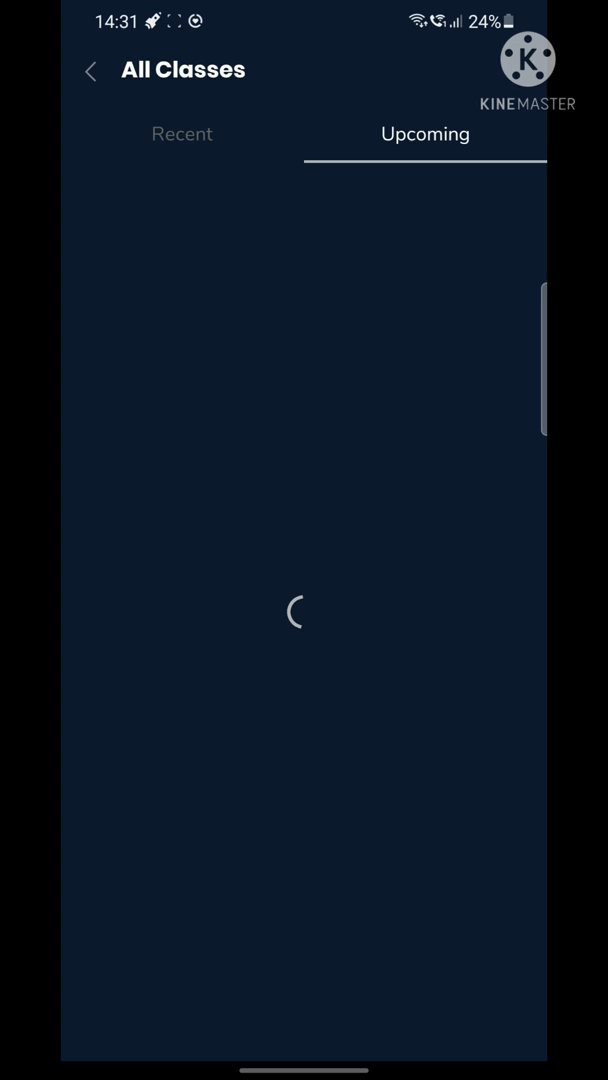 14:31 24%
All Classes
K
KINEMASTER
Recent Upcoming